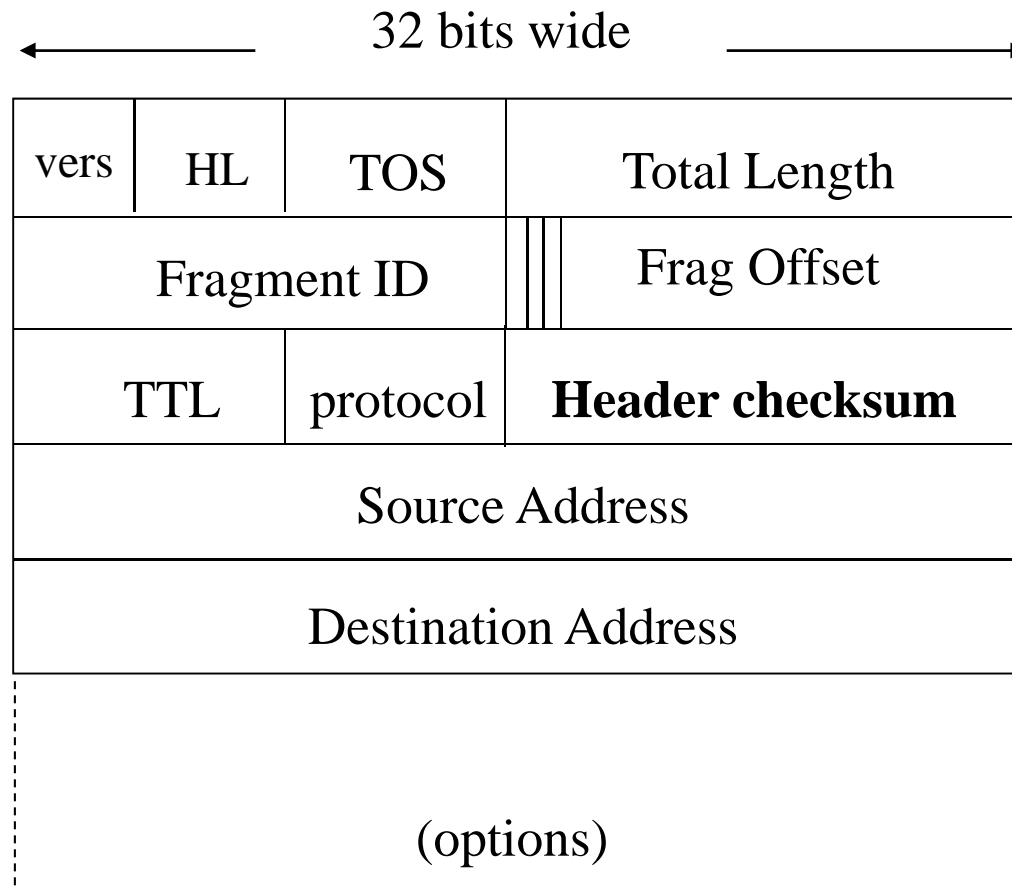 32 bits wide
vers HL TOS Total Length
Fragment ID Frag Offset
TTL protocol Header checksum
Source Address
Destination Address
(options)